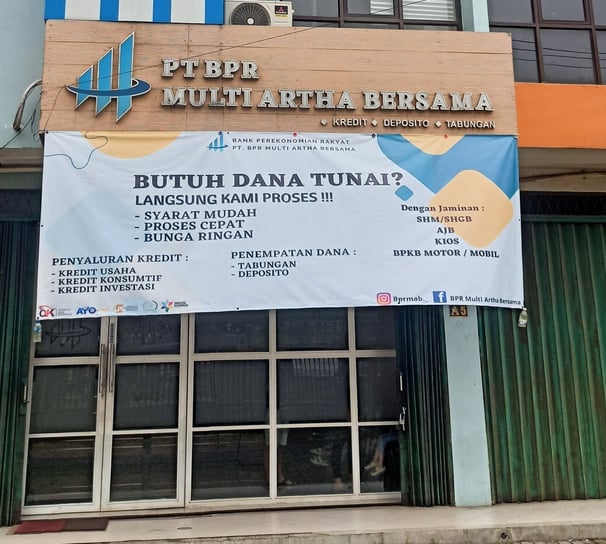 PT BPR
MULTI ARTHA BERSAMA
KREDIT DEPOSITO TABUNGAN
BANK PEREKONOMIAN RAKYAT
PT. BPR MULTI ARTHA BERSAMA
BUTUH DANA TUNAI?
LANGSUNG KAMI PROSES !!!
- SYARAT MUDAH
- PROSES CEPAT
- BUNGA RINGAN
Dengan Jaminan :
SHM/SHGB
AJB
KIOS
BPKB MOTOR / MOBIL
PENYALURAN KREDIT :
- KREDIT USAHA
- KREDIT KONSUMTIF
- KREDIT INVESTASI
PENEMPATAN DANA :
- TABUNGAN
- DEPOSITO
AYO
Bprmab_
BPR Multi Artha Bersama
A5